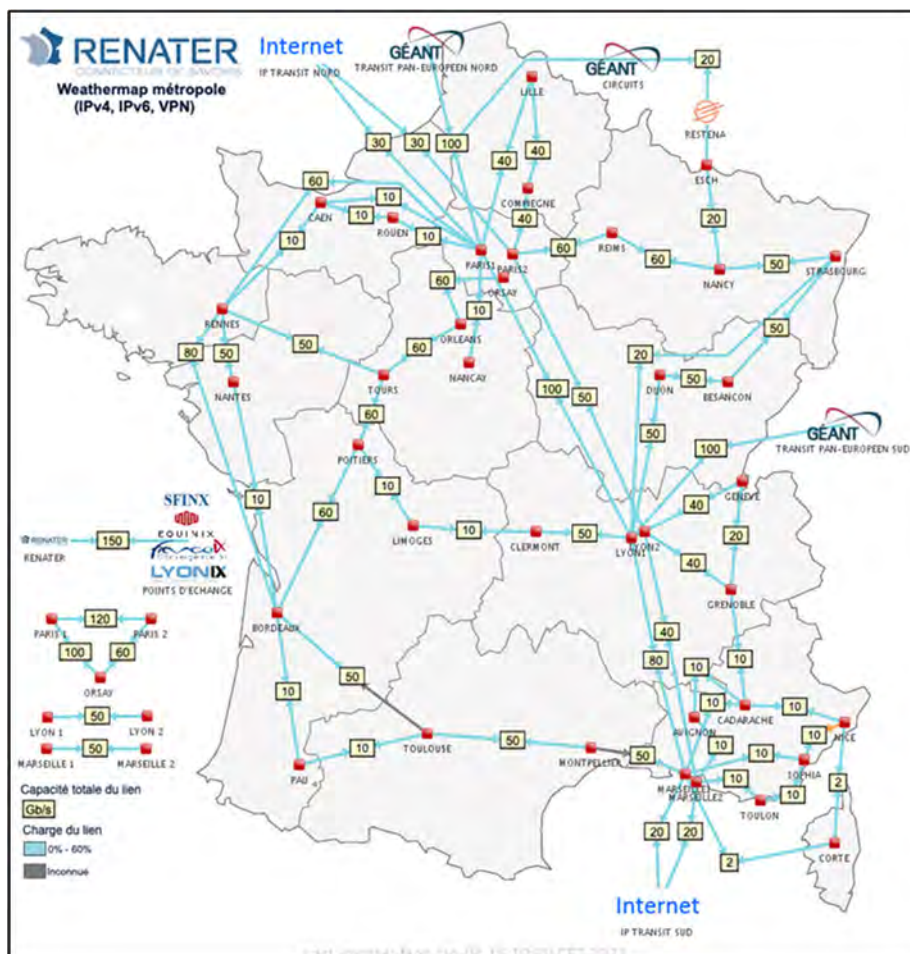 RENATER
CONNECTEUR DE SAVOIRS
Weathermap métropole
(IPv4, IPv6, VPN)
Internet
IP TRANSIT NORD
GÉANT
TRANSIT PAN-EUROPEEN NORD
GÉANT
CIRCUITS
20
RESTENA
ESCH
LILLE
30
30
100
40
40
COMPIEGNE
40
60
CAEN
10
10
ROUEN
10
10
PARIS1
PARIS2
60
REIMS
60
20
NANCY
50
STRASBOURG
ORSAY
60
10
RENNES
ORLEANS
60
NANCAY
80
50
50
NANTES
TOURS
60
20
50
DIJON
50
BESANCON
100
50
50
100
GÉANT
TRANSIT PAN-EUROPEEN SUD
POITIERS
10
60
10
LIMOGES
10
CLERMONT
50
LYON1
LYON2
40
GENEVE
20
40
GRENOBLE
SFINX
EQUINIX
FranceIX
LYONIX
POINTS D'ECHANGE
RENATER
150
RENATER
PARIS 1
120
PARIS 2
100
60
ORSAY
LYON 1
50
LYON 2
MARSEILLE 1
50
MARSEILLE 2
BORDEAUX
50
10
PAU
10
TOULOUSE
50
MONTPELLIER
50
40
80
10
10
AVIGNON
10
CADARACHE
10
NICE
10
10
10
SOPHIA
MARSEILLE1
MARSEILLE2
10
TOULON
10
2
CORTE
2
20
20
Internet
IP TRANSIT SUD
Capacité totale du lien
Gb/s
Charge du lien
0% - 60%
Inconnue